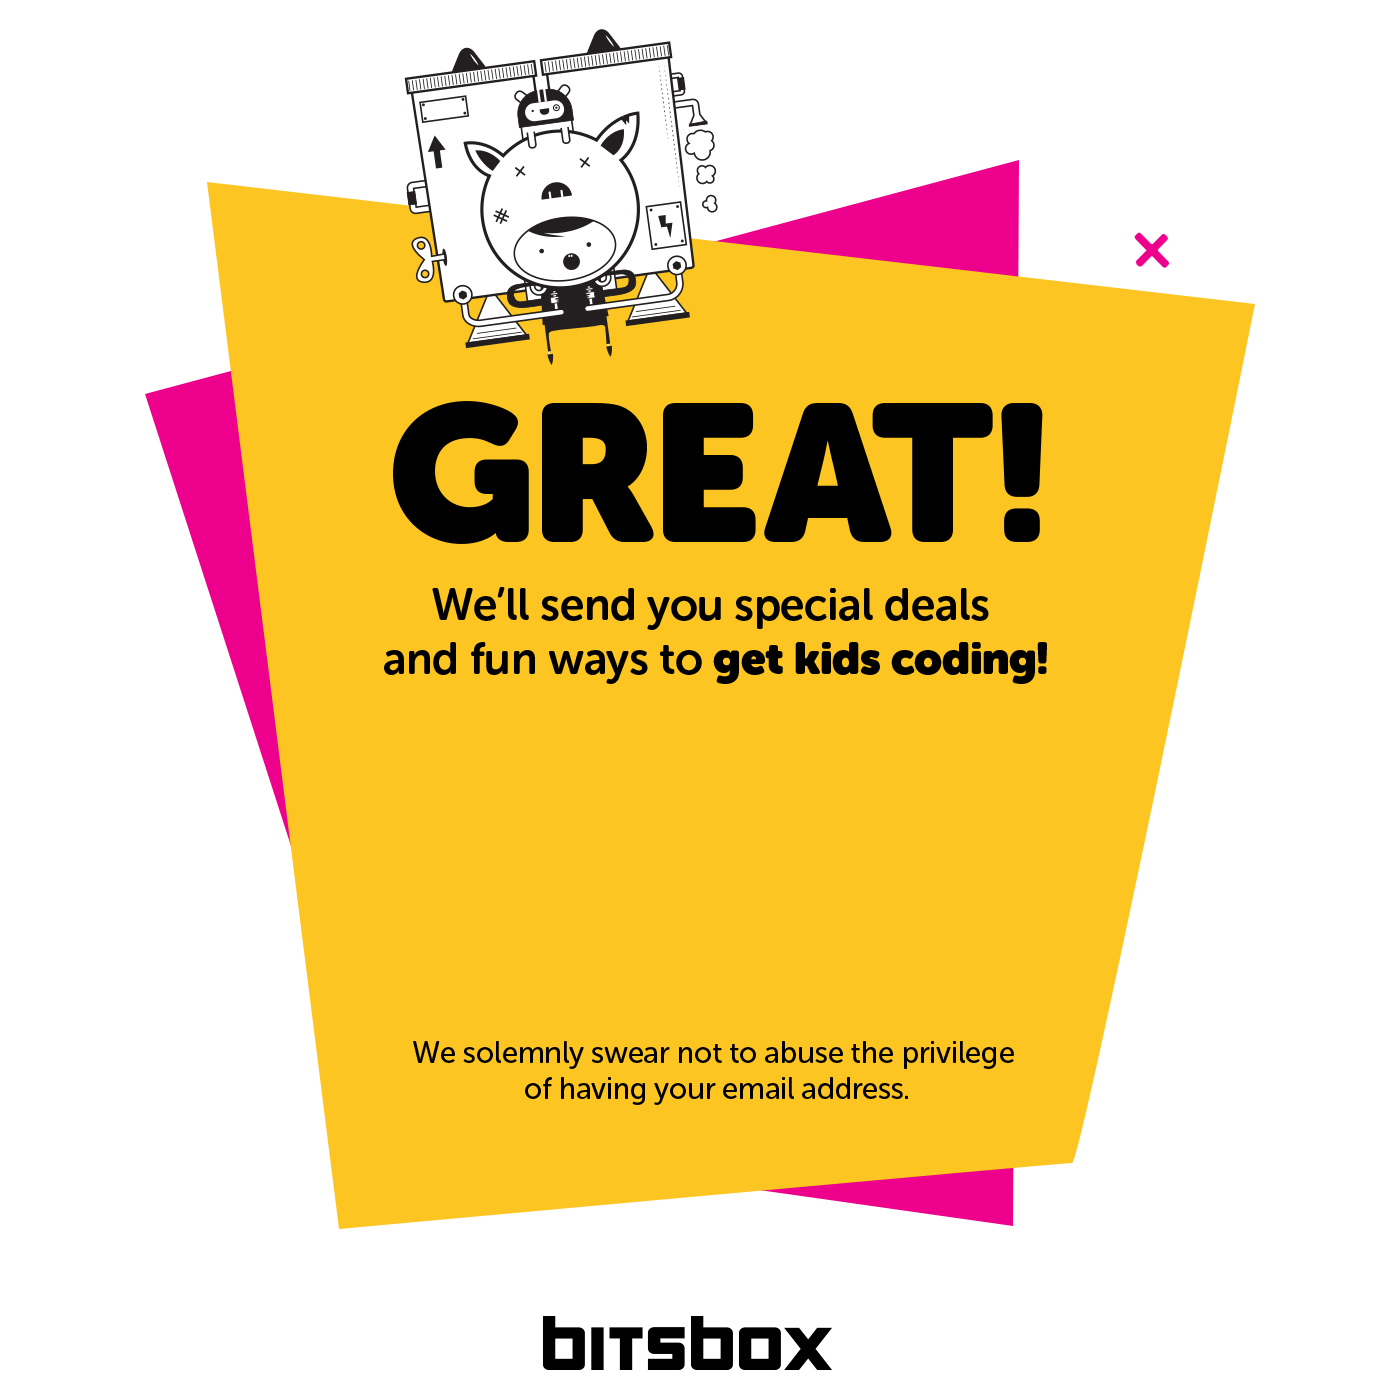 GREAT!
We’ll send you special deals
and fun ways to get kids coding!
We solemnly swear not to abuse the privilege
of having your email address.
bitsbox